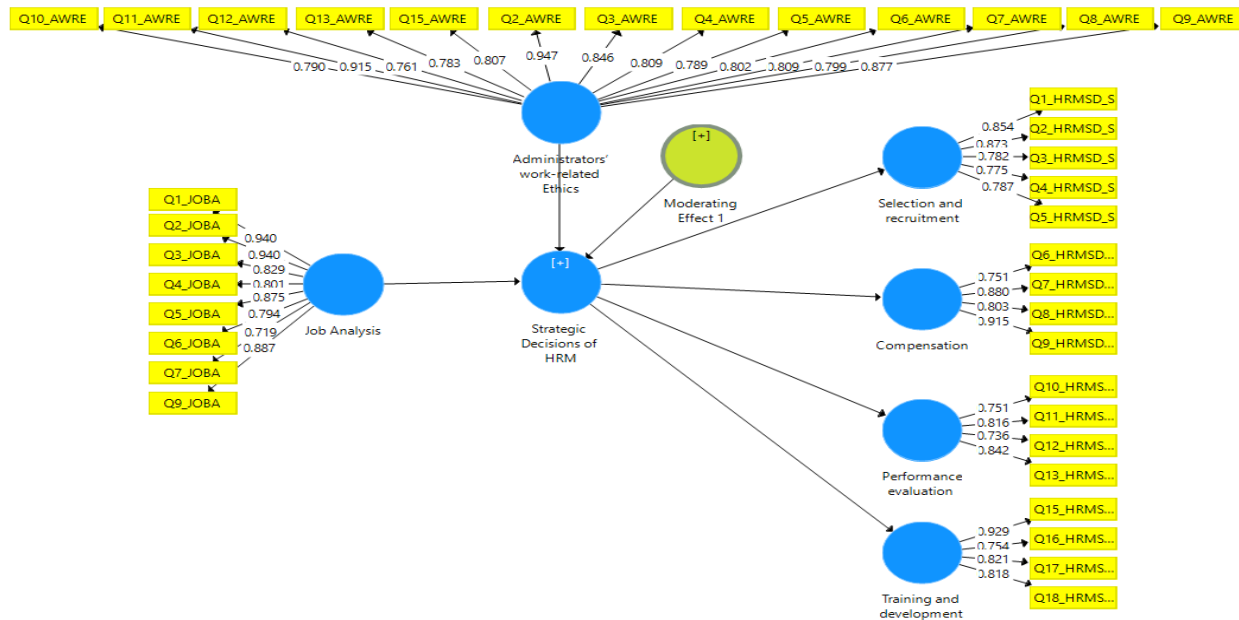 Q10_AWRE Q11_AWRE Q12_AWRE Q13_AWRE Q15_AWRE Q2_AWRE Q3_AWRE Q4_AWRE Q5_AWRE Q6_AWRE Q7_AWRE Q8_AWRE Q9_AWRE
0.790 0.915 0.761 0.783 0.807 0.947 0.846 0.809 0.789 0.802 0.809 0.799 0.877
Administrators'
work-related
Ethics
[+]
Moderating
Effect 1
Q1_JOBA
Q2_JOBA
Q3_JOBA
Q4_JOBA
Q5_JOBA
Q6_JOBA
Q7_JOBA
Q9_JOBA
0.940
0.940
0.829
0.801
0.875
0.794
0.719
0.887
Job Analysis
[+]
Strategic
Decisions of
HRM
Selection and
recruitment
0.854
0.873
0.782
0.775
0.787
Q1_HRMSD_S
Q2_HRMSD_S
Q3_HRMSD_S
Q4_HRMSD_S
Q5_HRMSD_S
Compensation
0.751
0.880
0.803
0.915
Q6_HRMSD...
Q7_HRMSD...
Q8_HRMSD...
Q9_HRMSD...
Performance
evaluation
0.751
0.816
0.736
0.842
Q10_HRMS...
Q11_HRMS...
Q12_HRMS...
Q13_HRMS...
Training and
development
0.929
0.754
0.821
0.818
Q15_HRMS...
Q16_HRMS...
Q17_HRMS...
Q18_HRMS...